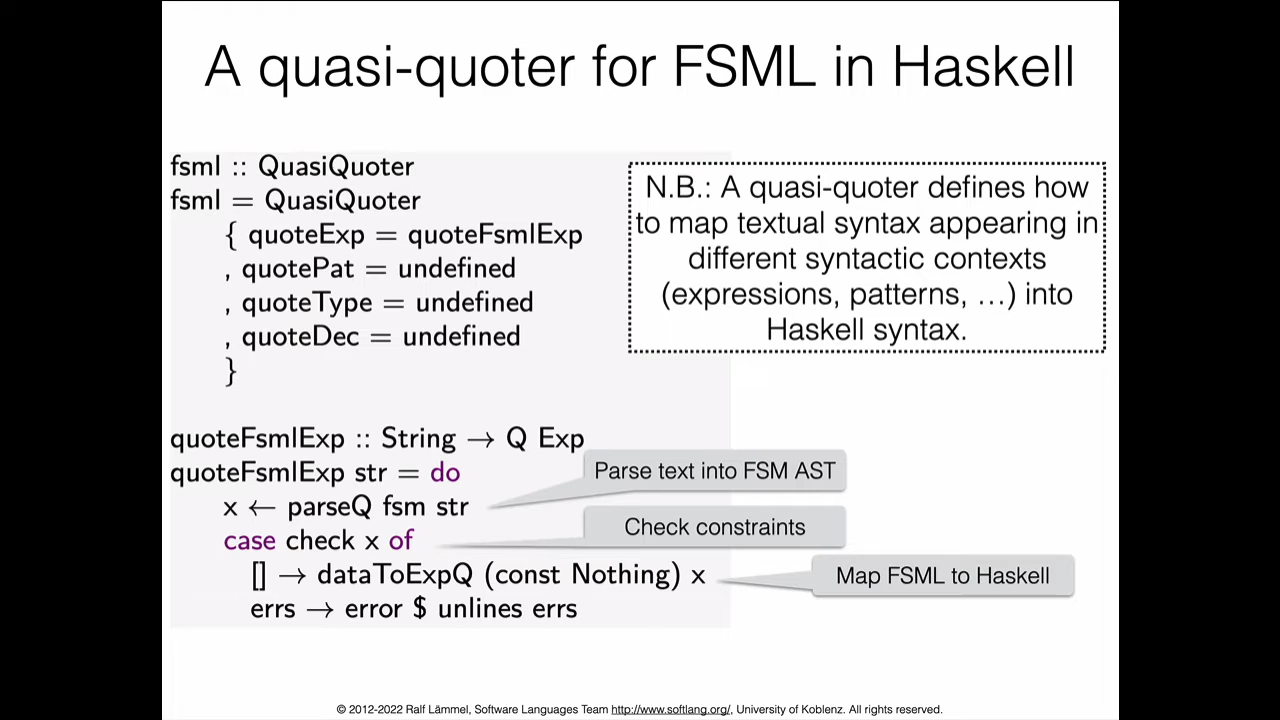 A quasi-quoter for FSML in Haskell
fsml :: QuasiQuoter
fsml = QuasiQuoter
{ quoteExp = quoteFsmlExp
, quotePat = undefined
, quoteType = undefined
, quoteDec = undefined
}
N.B.: A quasi-quoter defines how
to map textual syntax appearing in
different syntactic contexts
(expressions, patterns, …) into
Haskell syntax.
quoteFsmlExp :: String → Q Exp
quoteFsmlExp str = do
x ← parseQ fsm str
case check x of
[] → dataToExpQ (const Nothing) x
errs → error $ unlines errs
Parse text into FSM AST
Check constraints
Map FSML to Haskell
© 2012-2022 Ralf Lämmel, Software Languages Team http://www.softlang.org/, University of Koblenz. All rights reserved.